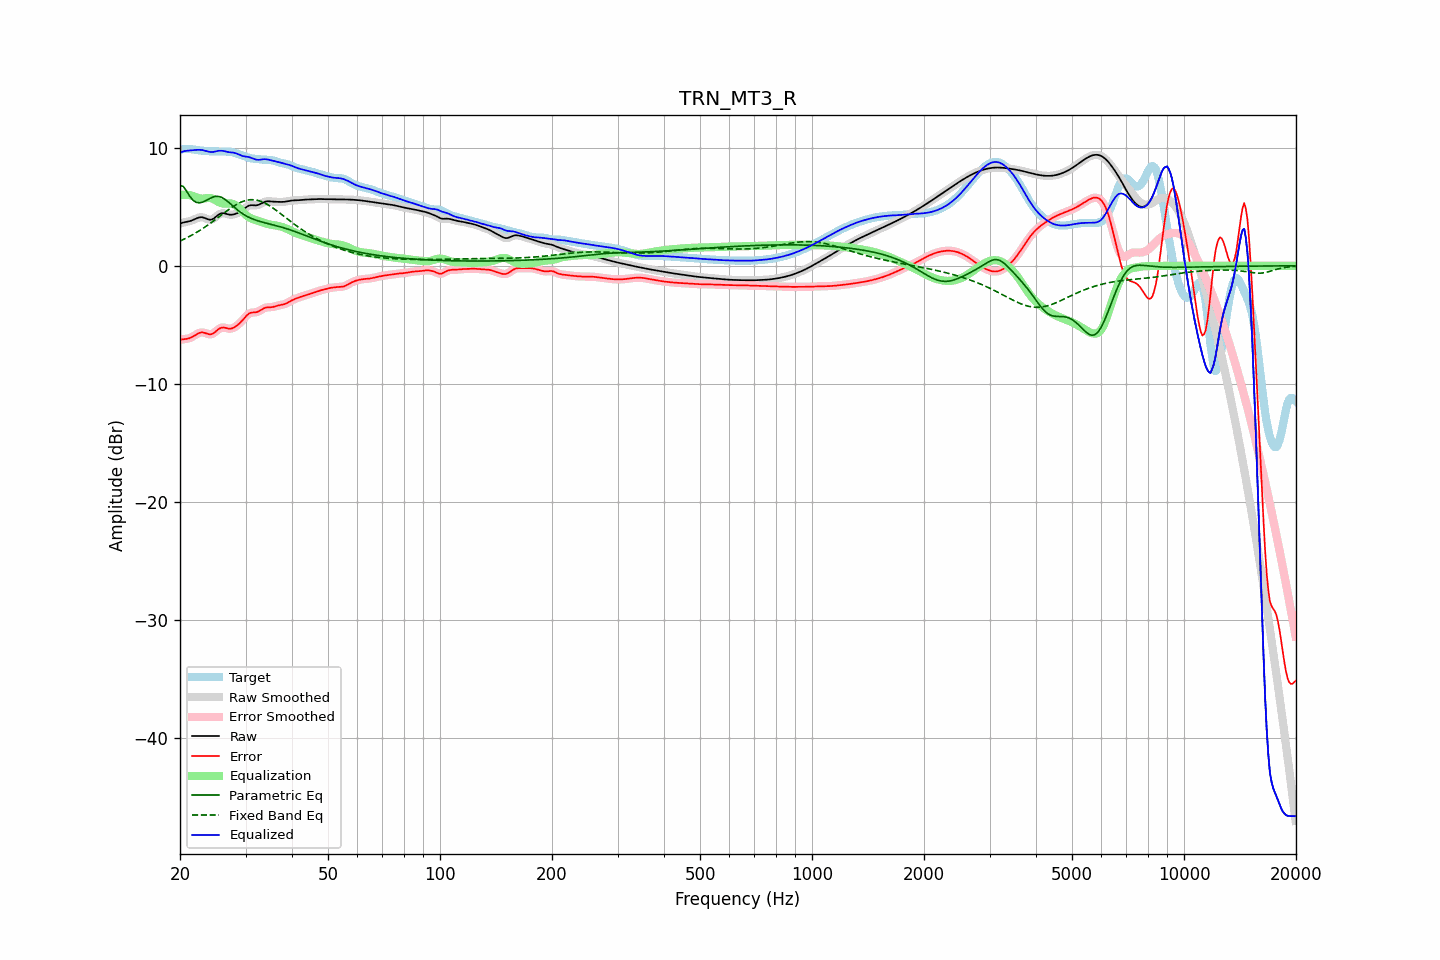 TRN_MT3_R
Amplitude (dBr)
10
0
−10
−20
−30
−40
Target
Raw Smoothed
Error Smoothed
Raw
Error
Equalization
Parametric Eq
Fixed Band Eq
Equalized
20 50 100 200 500 1000 2000 5000 10000 20000
Frequency (Hz)